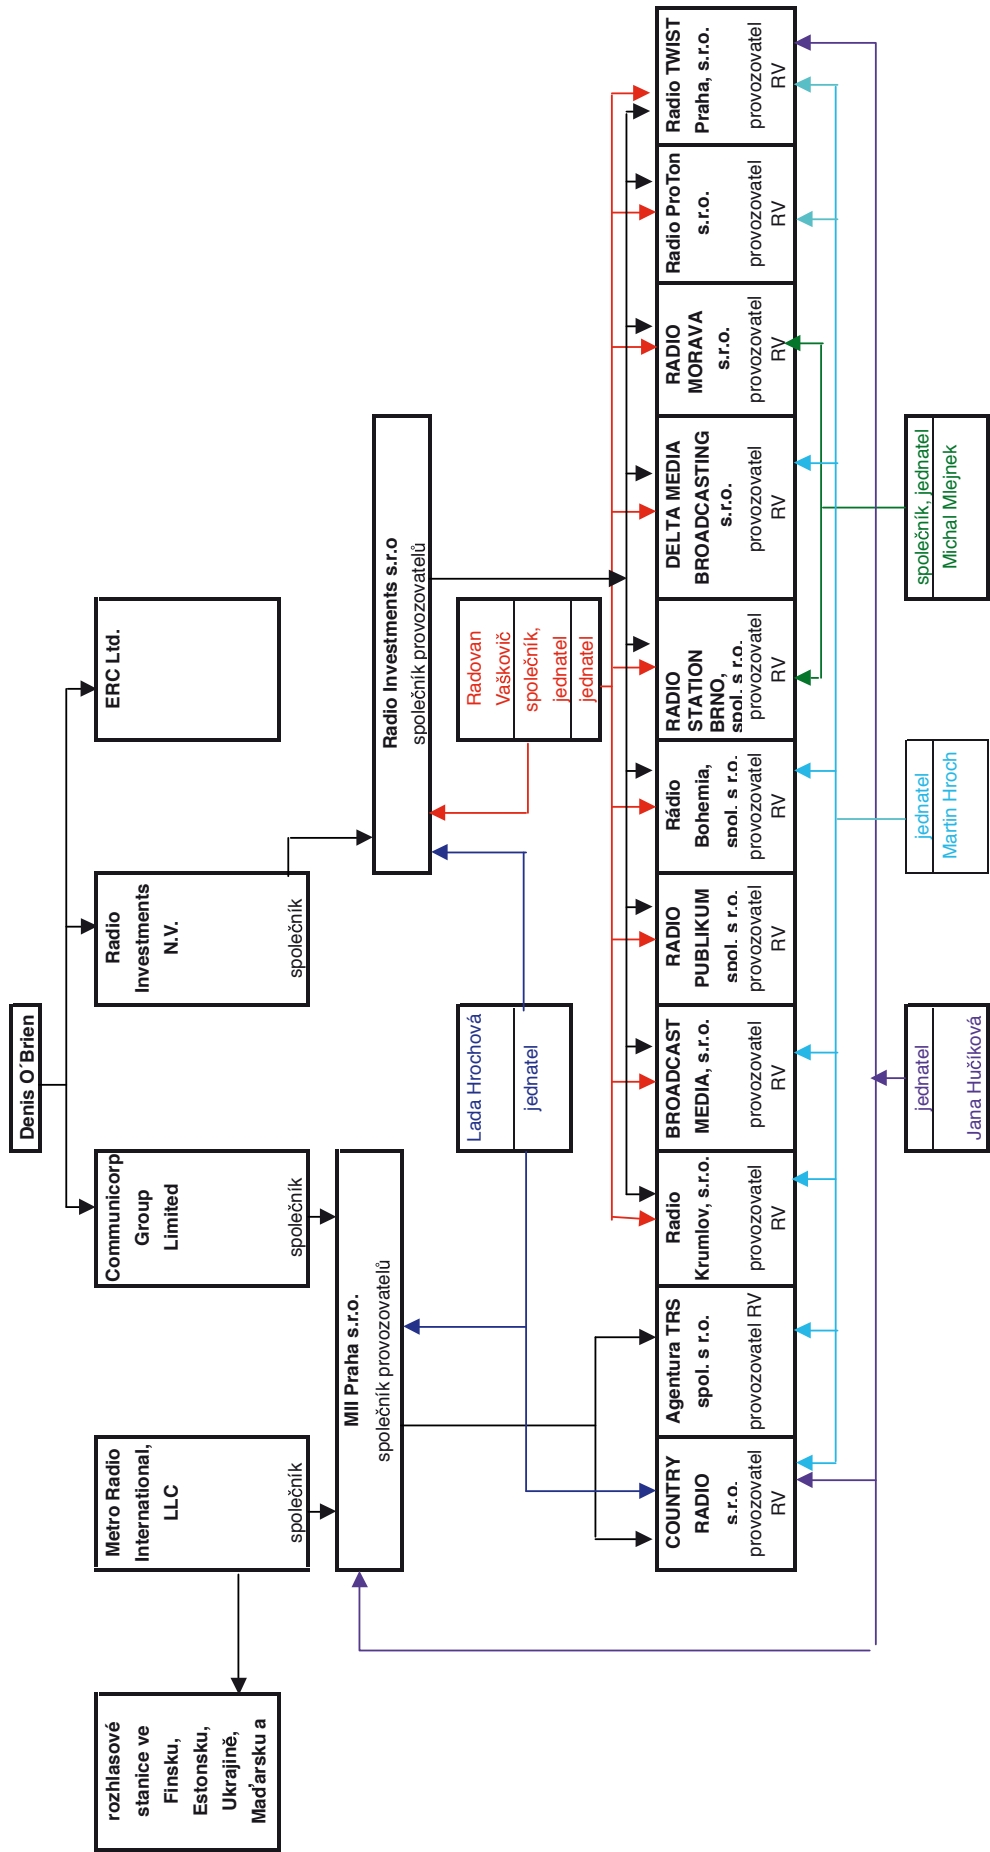 Denis O´Brien
rozhlasové
stanice ve
Finsku,
Estonsku,
Ukrajině,
Maďarsku a
Metro Radio
International,
LLC
společník
Communicorp
Group
Limited
společník
Radio
Investments
N.V.
společník
ERC Ltd.
MII Praha s.r.o.
společník provozovatelů
Radio Investments s.r.o
společník provozovatelů
Lada Hrochová
jednatel
Radovan
Vaškovič
společník,
jednatel
jednatel
COUNTRY
RADIO
s.r.o.
provozovatel
RV
Agentura TRS
spol. s r.o.
provozovatel RV
Radio
Krumlov, s.r.o.
provozovatel
RV
BROADCAST
MEDIA, s.r.o.
provozovatel
RV
RADIO
PUBLIKUM
spol. s r.o.
provozovatel
RV
Rádio
Bohemia,
spol. s r.o.
provozovatel
RV
RADIO
STATION
BRNO,
spol. s r.o.
provozovatel
RV
DELTA MEDIA
BROADCASTING
s.r.o.
provozovatel
RV
RADIO
MORAVA
s.r.o.
provozovatel
RV
Radio ProTon
s.r.o.
provozovatel
RV
Radio TWIST
Praha, s.r.o.
provozovatel
RV
jednatel
Jana Hučíková
jednatel
Martin Hroch
společník, jednatel
Michal Mlejnek